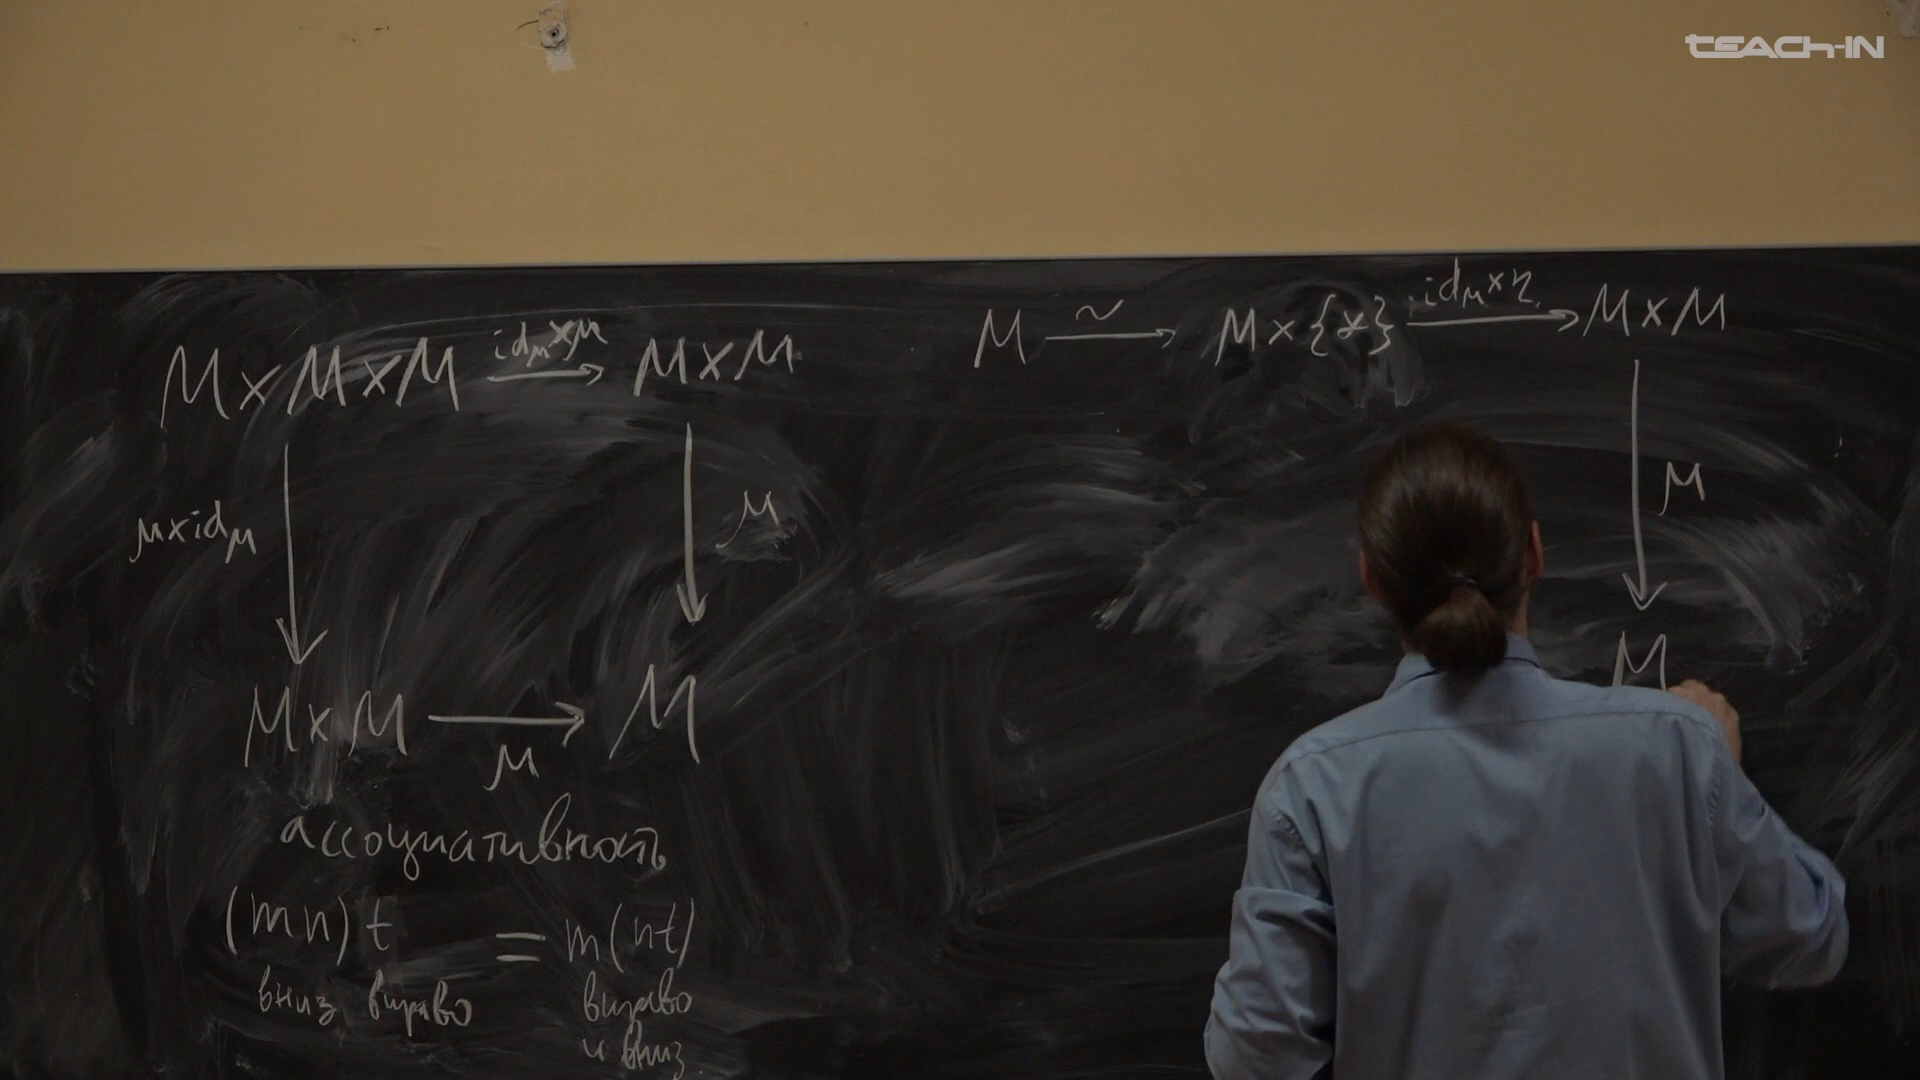 TEACH-IN
M×M×M id_M×μ → M×M
μ×id_M ↓ ↓ μ
M×M → M
μ
ассоциативность
(mn)t = m(nt)
вниз вправо вправо
и вниз
M ~→ M×{*} id_M×η → M×M
↓ μ
M